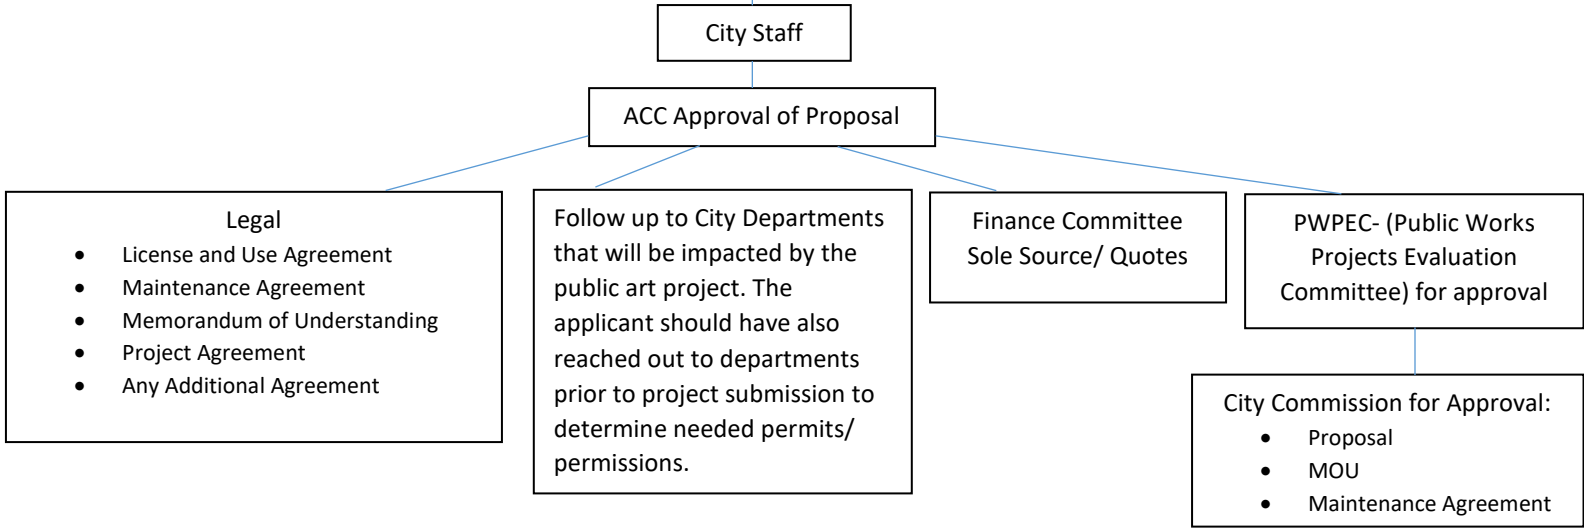 City Staff
ACC Approval of Proposal
Legal
• License and Use Agreement
• Maintenance Agreement
• Memorandum of Understanding
• Project Agreement
• Any Additional Agreement
Follow up to City Departments
that will be impacted by the
public art project. The
applicant should have also
reached out to departments
prior to project submission to
determine needed permits/
permissions.
Finance Committee
Sole Source/ Quotes
PWPEC- (Public Works
Projects Evaluation
Committee) for approval
City Commission for Approval:
• Proposal
• MOU
• Maintenance Agreement